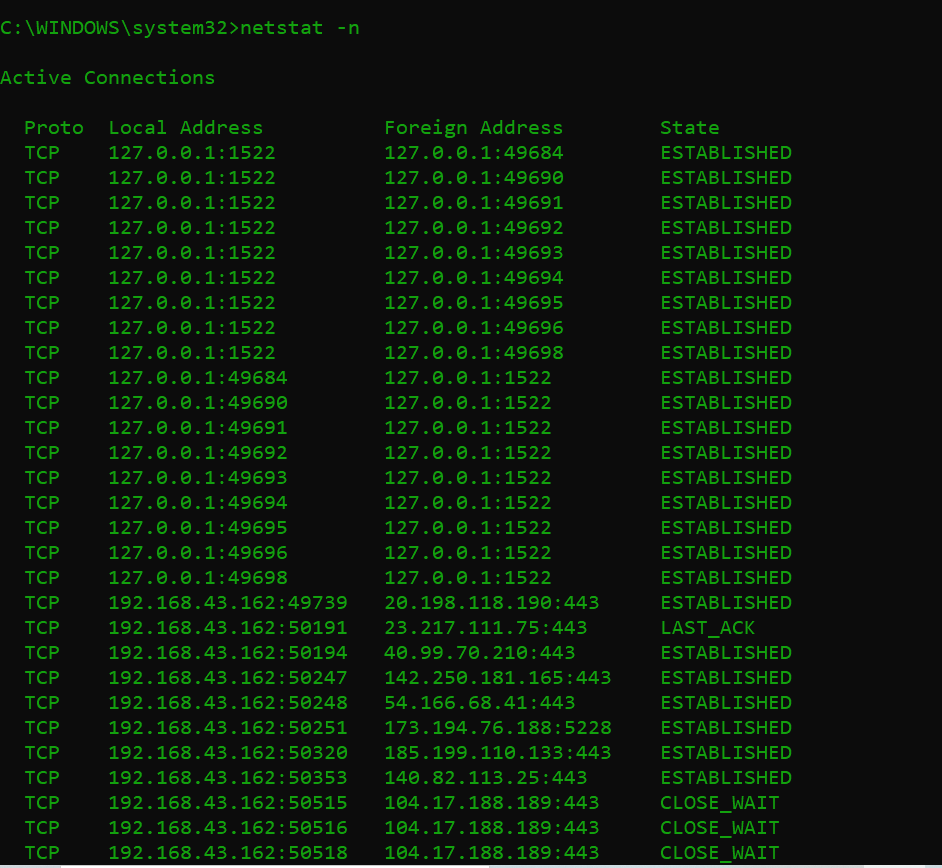 C:\WINDOWS\system32>netstat -n
Active Connections
Proto Local Address Foreign Address State
TCP 127.0.0.1:1522 127.0.0.1:49684 ESTABLISHED
TCP 127.0.0.1:1522 127.0.0.1:49690 ESTABLISHED
TCP 127.0.0.1:1522 127.0.0.1:49691 ESTABLISHED
TCP 127.0.0.1:1522 127.0.0.1:49692 ESTABLISHED
TCP 127.0.0.1:1522 127.0.0.1:49693 ESTABLISHED
TCP 127.0.0.1:1522 127.0.0.1:49694 ESTABLISHED
TCP 127.0.0.1:1522 127.0.0.1:49695 ESTABLISHED
TCP 127.0.0.1:1522 127.0.0.1:49696 ESTABLISHED
TCP 127.0.0.1:1522 127.0.0.1:49698 ESTABLISHED
TCP 127.0.0.1:49684 127.0.0.1:1522 ESTABLISHED
TCP 127.0.0.1:49690 127.0.0.1:1522 ESTABLISHED
TCP 127.0.0.1:49691 127.0.0.1:1522 ESTABLISHED
TCP 127.0.0.1:49692 127.0.0.1:1522 ESTABLISHED
TCP 127.0.0.1:49693 127.0.0.1:1522 ESTABLISHED
TCP 127.0.0.1:49694 127.0.0.1:1522 ESTABLISHED
TCP 127.0.0.1:49695 127.0.0.1:1522 ESTABLISHED
TCP 127.0.0.1:49696 127.0.0.1:1522 ESTABLISHED
TCP 127.0.0.1:49698 127.0.0.1:1522 ESTABLISHED
TCP 192.168.43.162:49739 20.198.118.190:443 ESTABLISHED
TCP 192.168.43.162:50191 23.217.111.75:443 LAST_ACK
TCP 192.168.43.162:50194 40.99.70.210:443 ESTABLISHED
TCP 192.168.43.162:50247 142.250.181.165:443 ESTABLISHED
TCP 192.168.43.162:50248 54.166.68.41:443 ESTABLISHED
TCP 192.168.43.162:50251 173.194.76.188:5228 ESTABLISHED
TCP 192.168.43.162:50320 185.199.110.133:443 ESTABLISHED
TCP 192.168.43.162:50353 140.82.113.25:443 ESTABLISHED
TCP 192.168.43.162:50515 104.17.188.189:443 CLOSE_WAIT
TCP 192.168.43.162:50516 104.17.188.189:443 CLOSE_WAIT
TCP 192.168.43.162:50518 104.17.188.189:443 CLOSE_WAIT